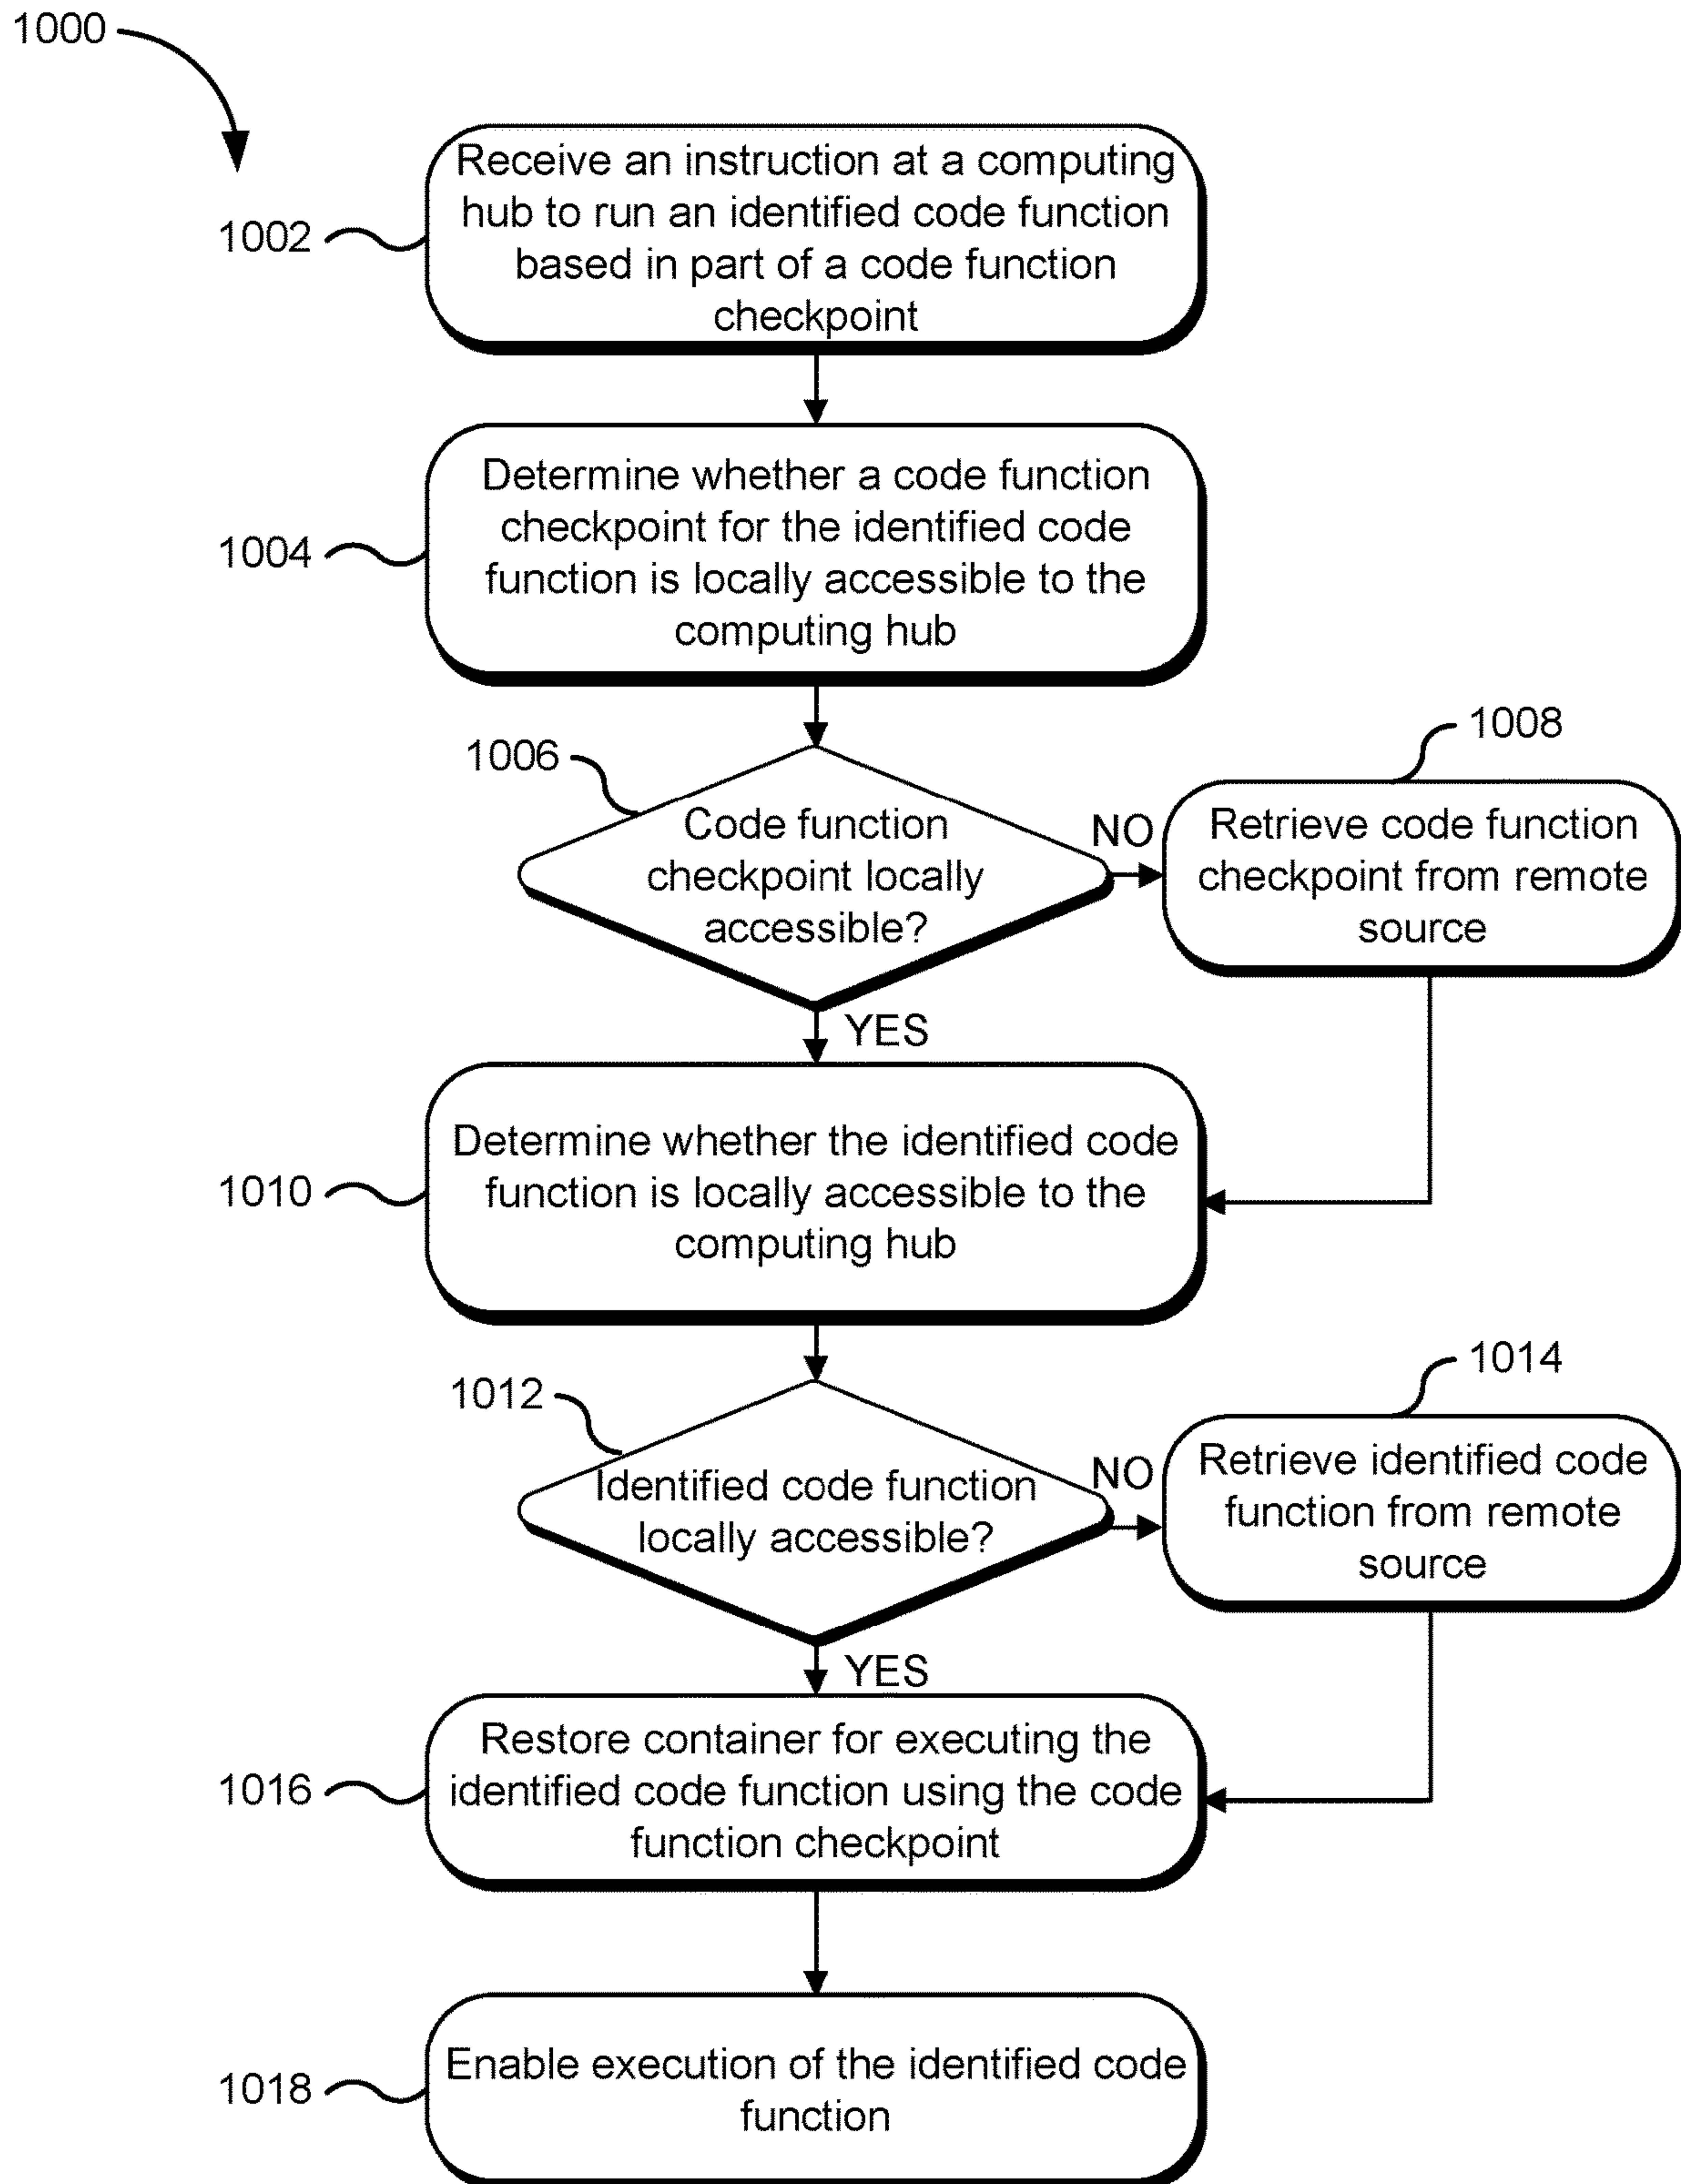 1000
Receive an instruction at a computing
hub to run an identified code function
based in part of a code function
checkpoint
1002
Determine whether a code function
checkpoint for the identified code
function is locally accessible to the
computing hub
1004
1006
Code function
checkpoint locally
accessible?
NO
1008
Retrieve code function
checkpoint from remote
source
YES
Determine whether the identified code
function is locally accessible to the
computing hub
1010
1012
Identified code function
locally accessible?
NO
1014
Retrieve identified code
function from remote
source
YES
Restore container for executing the
identified code function using the code
function checkpoint
1016
Enable execution of the identified code
function
1018